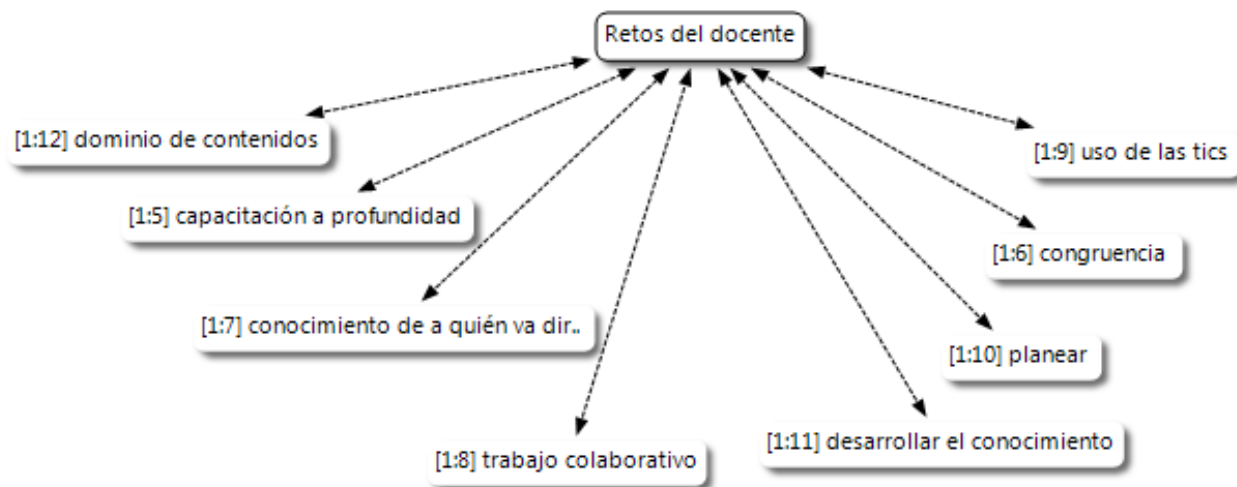 Retos del docente
[1:12] dominio de contenidos
[1:9] uso de las tics
[1:5] capacitación a profundidad
[1:6] congruencia
[1:7] conocimiento de a quién va dir..
[1:10] planear
[1:11] desarrollar el conocimiento
[1:8] trabajo colaborativo